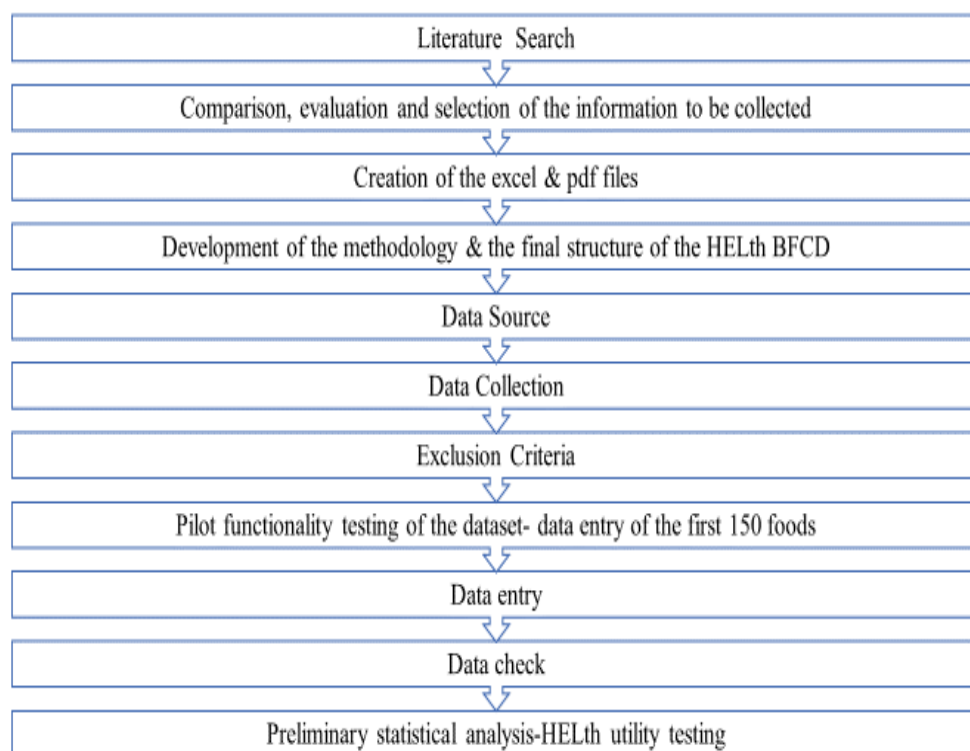 Literature Search
Comparison, evaluation and selection of the information to be collected
Creation of the excel & pdf files
Development of the methodology & the final structure of the HELth BFCD
Data Source
Data Collection
Exclusion Criteria
Pilot functionality testing of the dataset- data entry of the first 150 foods
Data entry
Data check
Preliminary statistical analysis-HELth utility testing